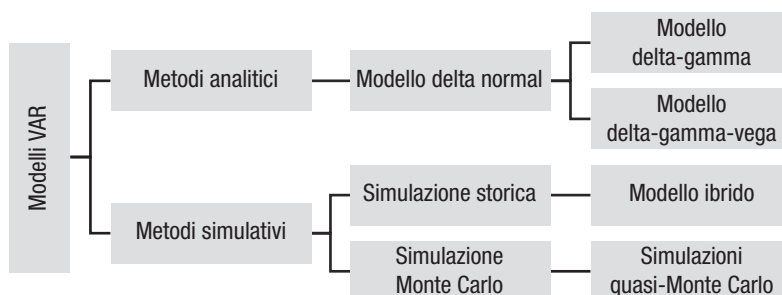 Modelli VAR
Metodi analitici
Modello delta normal
Modello
delta-gamma
Modello
delta-gamma-vega
Metodi simulativi
Simulazione storica
Modello ibrido
Simulazione
Monte Carlo
Simulazioni
quasi-Monte Carlo